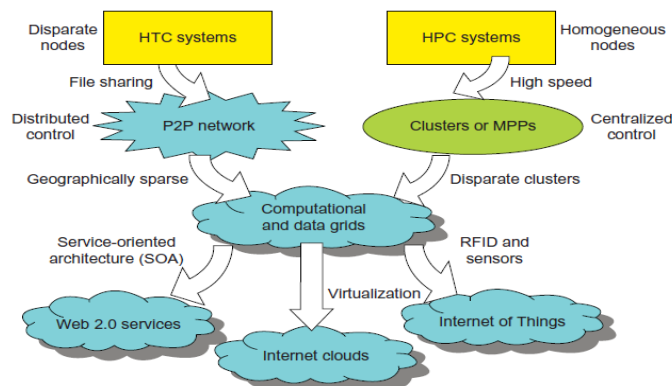 Disparate
nodes
HTC systems
HPC systems
Homogeneous
nodes
File sharing
High speed
Distributed
control
P2P network
Clusters or MPPs
Centralized
control
Geographically sparse
Disparate clusters
Computational
and data grids
Service-oriented
architecture (SOA)
RFID and
sensors
Virtualization
Web 2.0 services
Internet of Things
Internet clouds